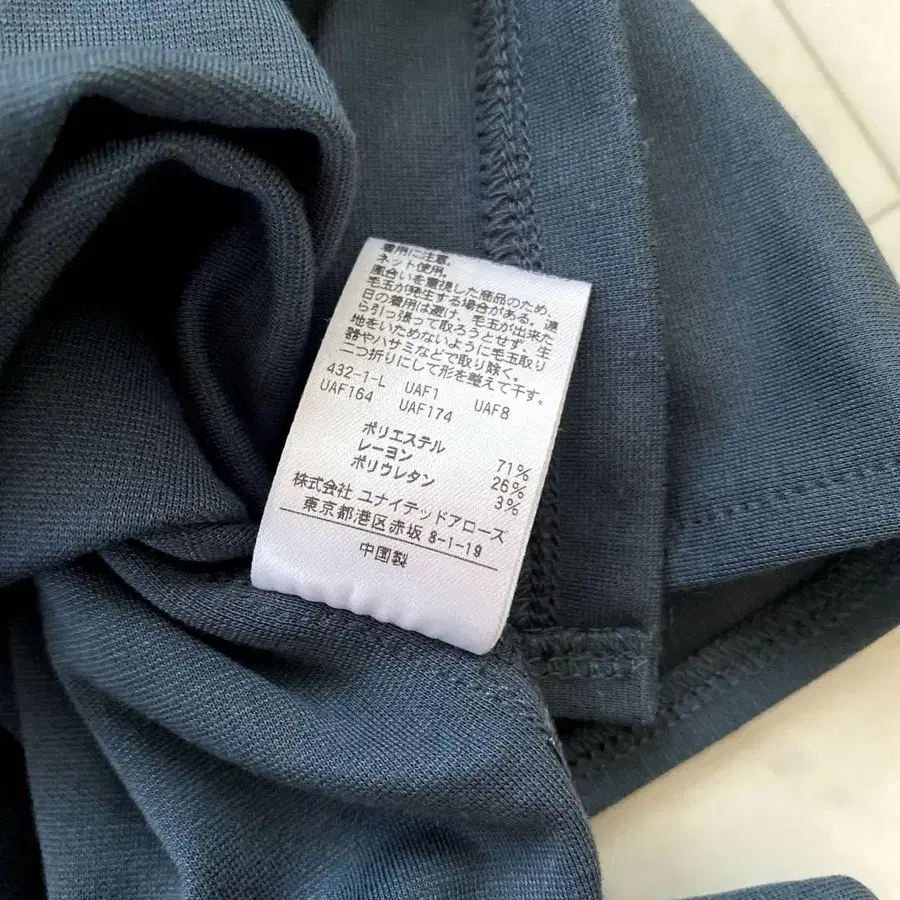 着用に注意。
ネット使用。
風合いを重視した商品のため、
毛玉が発生する場合がある。連
日の着用は避け、毛玉が出来た
ら引っ張って取ろうとせず、生
地をいためないように毛玉取り
器やハサミなどで取り除く。
二つ折りにして形を整えて干す。
432-1-L UAF1 UAF8
UAF164 UAF174
ポリエステル 71%
レーヨン 26%
ポリウレタン 3%
株式会社 ユナイテッドアローズ
東京都港区赤坂 8-1-19
中国製